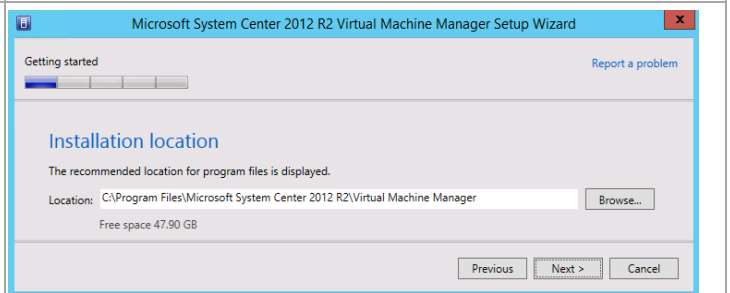 Microsoft System Center 2012 R2 Virtual Machine Manager Setup Wizard
x
Getting started
Report a problem
Installation location
The recommended location for program files is displayed.
Location: C:\Program Files\Microsoft System Center 2012 R2\Virtual Machine Manager Browse...
Free space 47.90 GB
Previous Next > Cancel